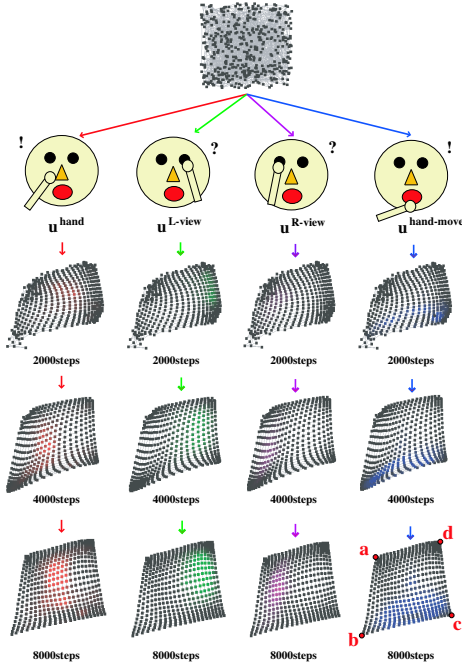 ! ? ? !
u hand u L-view u R-view u hand-move
2000steps 2000steps 2000steps 2000steps
4000steps 4000steps 4000steps 4000steps
d
a
c
b
8000steps 8000steps 8000steps 8000steps